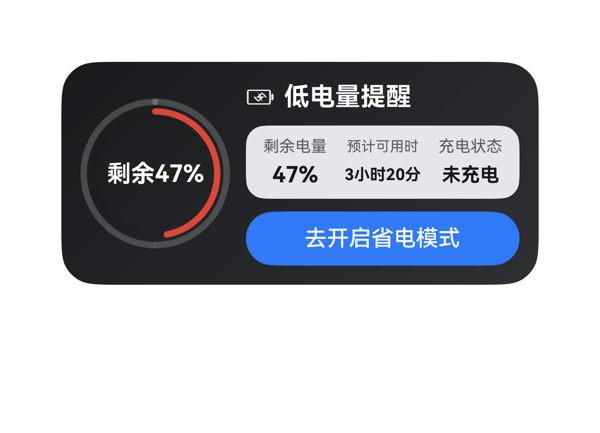 低电量提醒
剩余47%
剩余电量 预计可用时 充电状态
47% 3小时20分 未充电
去开启省电模式